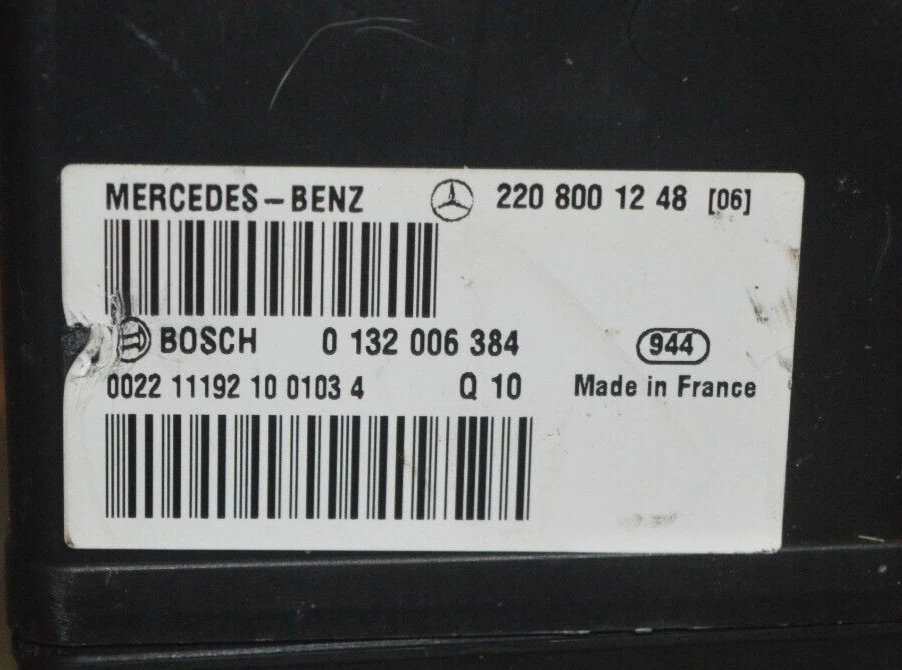 MERCEDES-BENZ 220 800 12 48 [06]
BOSCH 0 132 006 384 944
0022 11192 10 0103 4 Q 10 Made in France